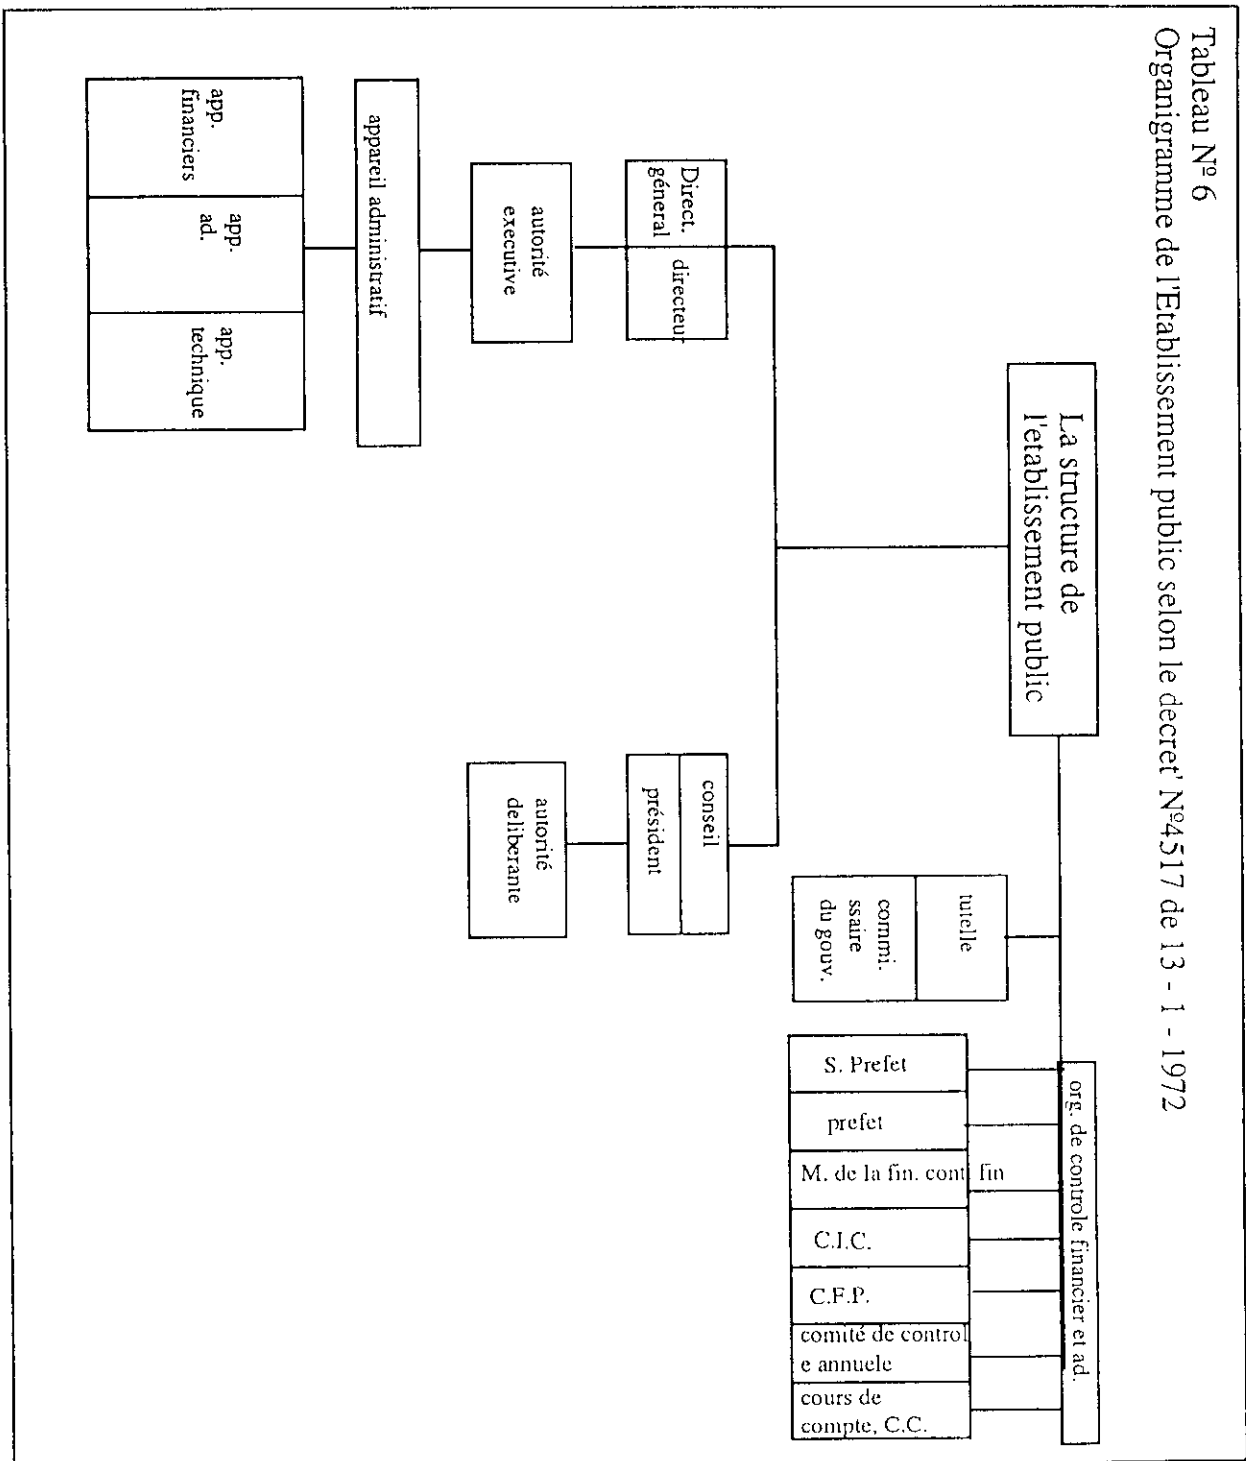 Tableau Nº 6
Organigramme de l'Etablissement public selon le decret' Nº4517 de 13 - 1 - 1972
La structure de
l'etablissement public
org. de controle financier et ad.
tutelle
commi.
ssaire
du gouv.
S. Prefet
prefet
M. de la fin. cont. fin
C.I.C.
C.F.P.
comité de control
e annuele
cours de
compte, C.C.
Direct.
géneral
directeur
conseil
président
autorité
executive
autorité
deliberante
appareil administratif
app.
financiers
app.
ad.
app.
technique